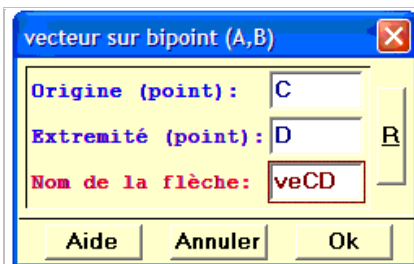 vecteur sur bipoint (A,B)
Origine (point): C
Extremité (point): D
R
Nom de la flèche: veCD
Aide Annuler Ok